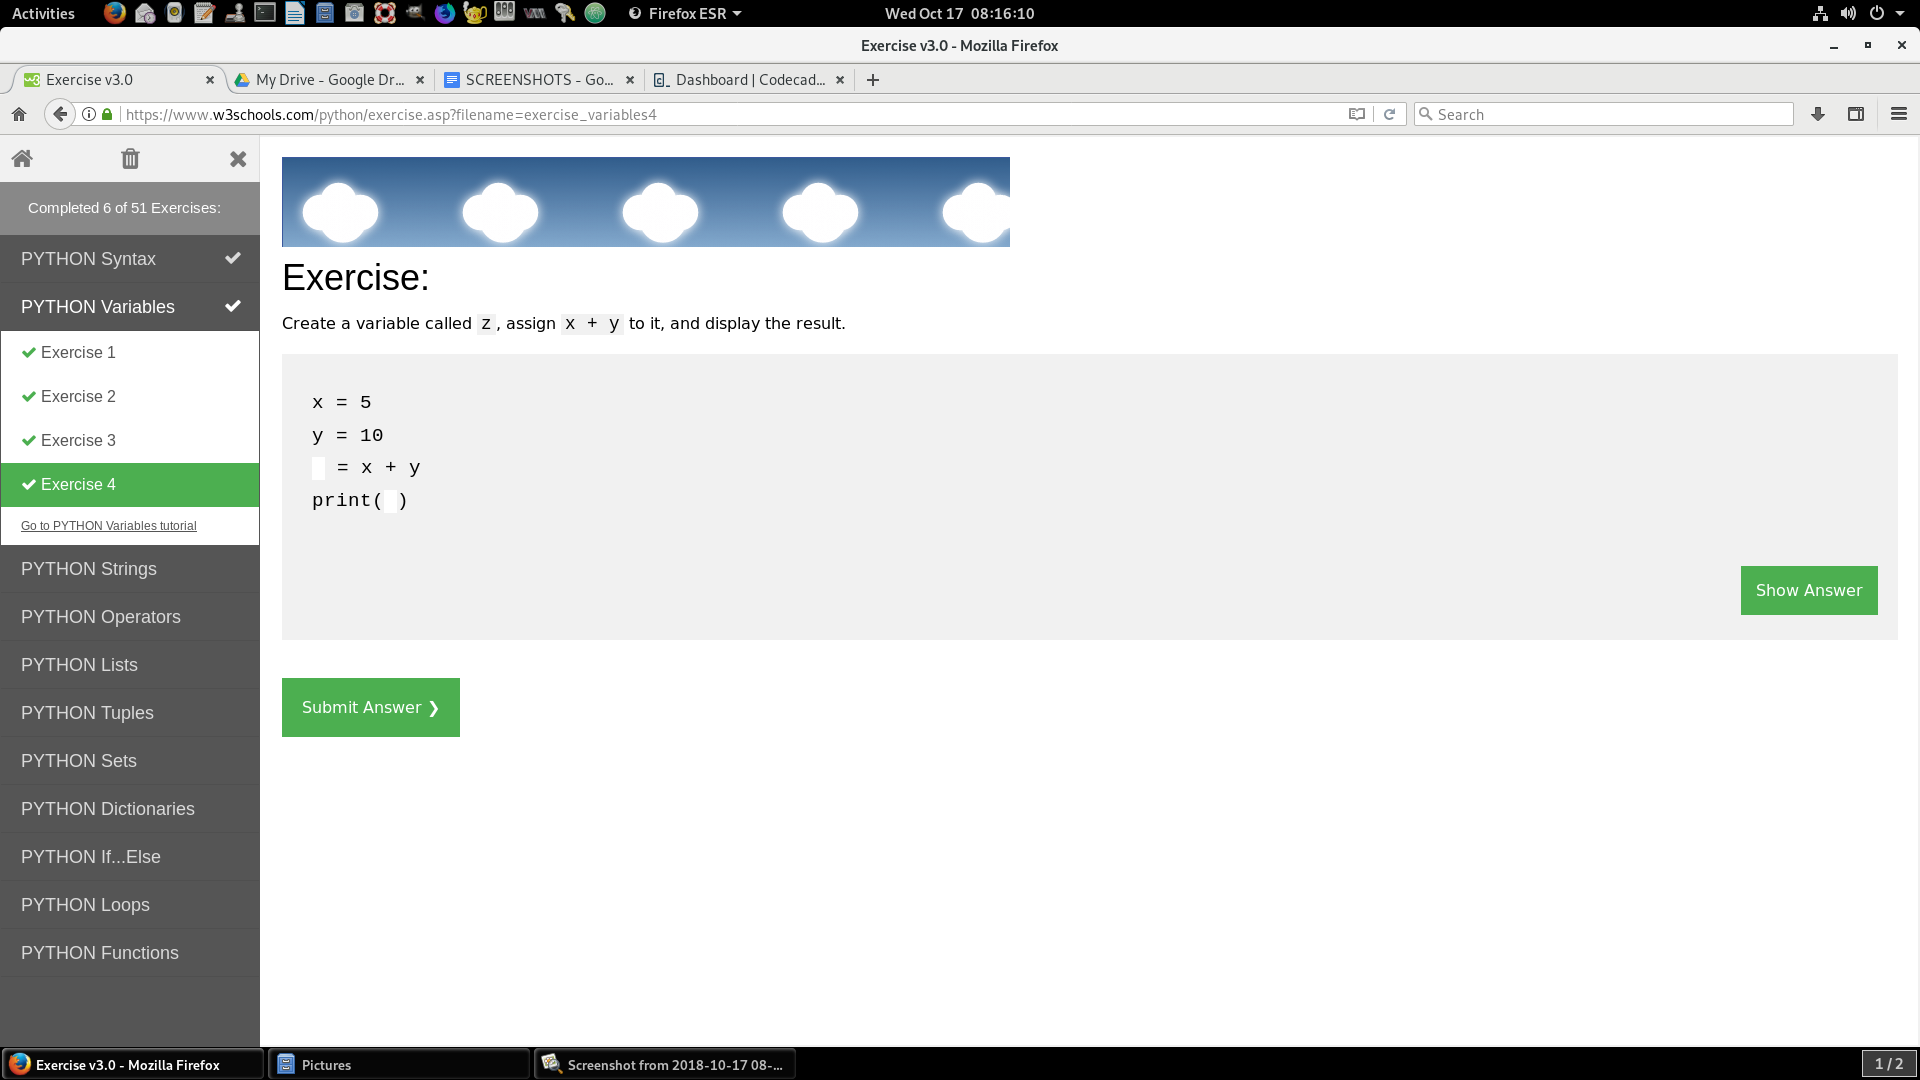 Activities
Firefox ESR
Wed Oct 17 08:16:10
Exercise v3.0 - Mozilla Firefox
Exercise v3.0
My Drive - Google Dr...
SCREENSHOTS - Go...
Dashboard | Codecad...
https://www.w3schools.com/python/exercise.asp?filename=exercise_variables4
Search
Completed 6 of 51 Exercises:
PYTHON Syntax
PYTHON Variables
Exercise 1
Exercise 2
Exercise 3
Exercise 4
Go to PYTHON Variables tutorial
PYTHON Strings
PYTHON Operators
PYTHON Lists
PYTHON Tuples
PYTHON Sets
PYTHON Dictionaries
PYTHON If...Else
PYTHON Loops
PYTHON Functions
Exercise:
Create a variable called z, assign x + y to it, and display the result.
x = 5
y = 10
= x + y
print( )
Show Answer
Submit Answer ❯
Exercise v3.0 - Mozilla Firefox
Pictures
Screenshot from 2018-10-17 08-...
1 / 2